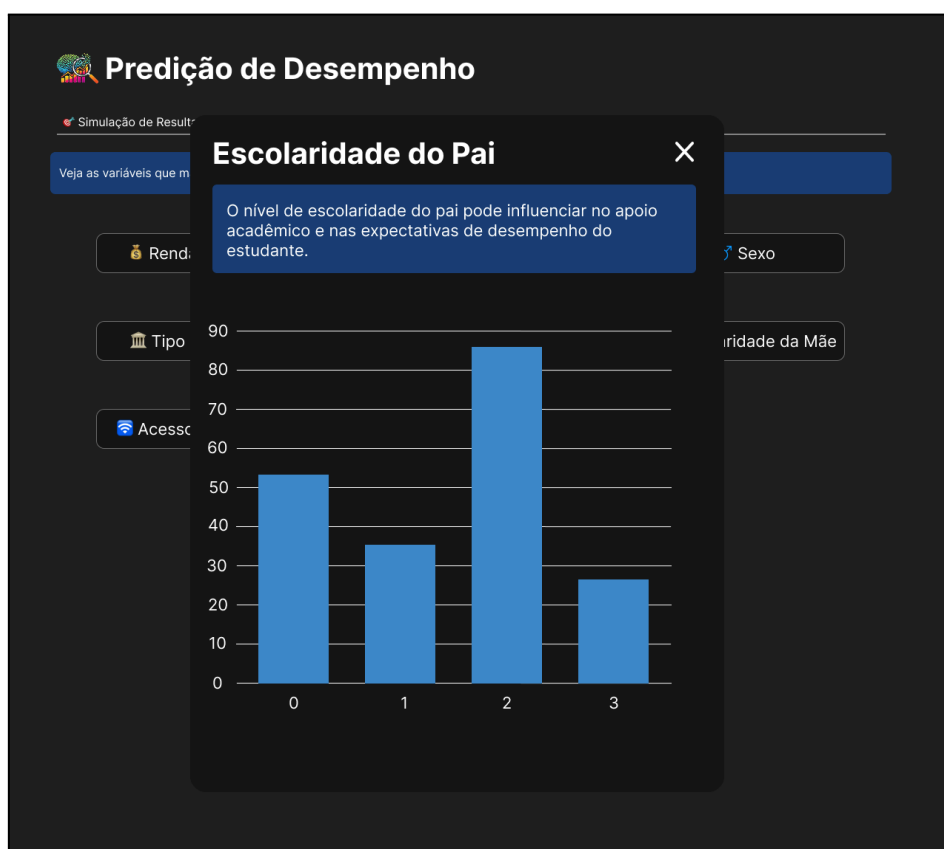 Predição de Desempenho
Simulação de Result
Veja as variáveis que m
Escolaridade do Pai
O nível de escolaridade do pai pode influenciar no apoio
acadêmico e nas expectativas de desempenho do
estudante.
Renda
Sexo
Tipo
ridade da Mãe
Acesso
90
80
70
60
50
40
30
20
10
0
0 1 2 3